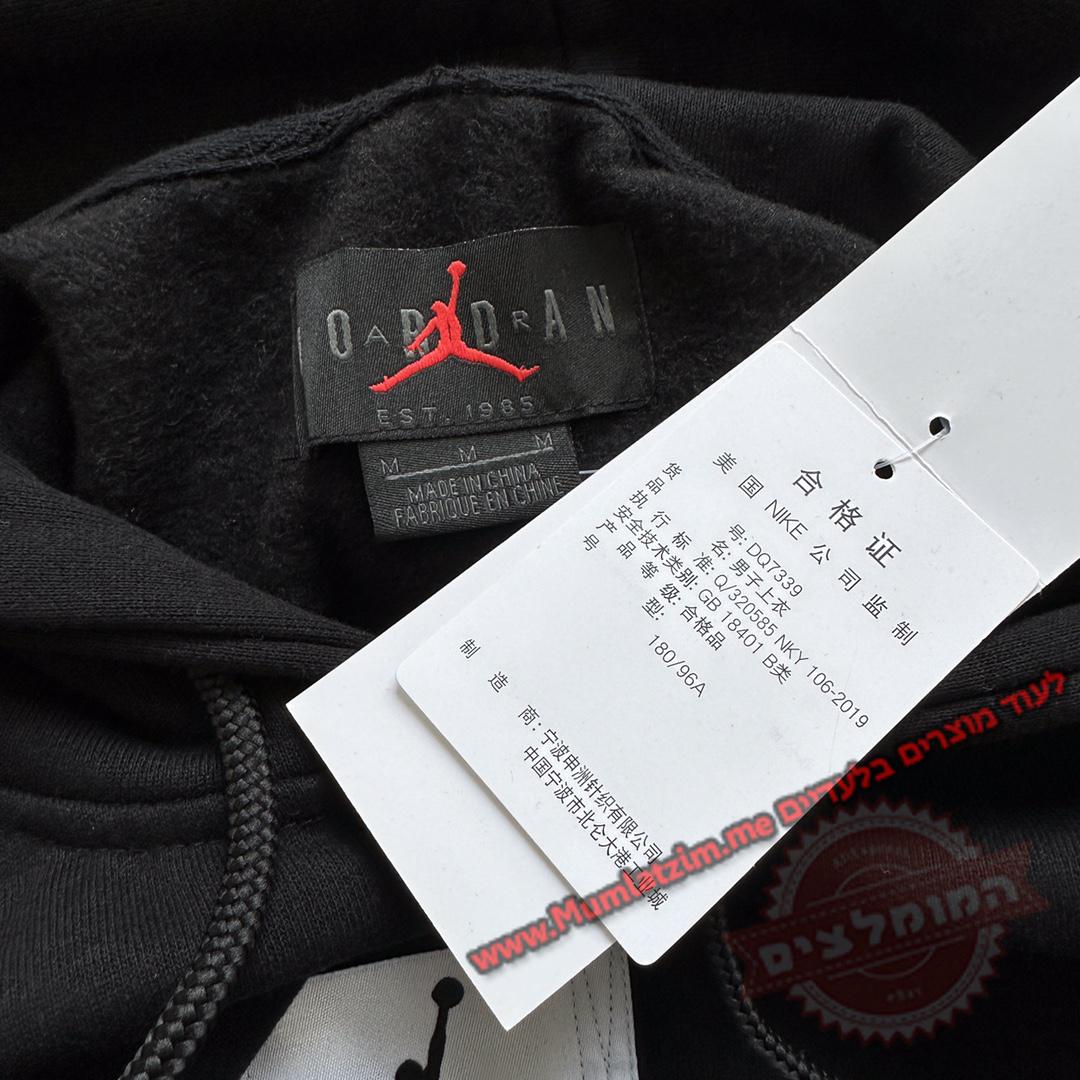 JORDAN
AIR
EST. 1985
M M M
MADE IN CHINA
FABRIQUE EN CHINE
合格证
美国 NIKE 公司监制
货号: DQ7339
品名: 男子上衣
执行标准: Q/320585 NKY 106-2019
安全技术类别: GB 18401 B类
产品等级: 合格品
号型: 180/96A
制造商: 宁波申洲针织有限公司
中国宁波市北仑大港工业城
לעוד מוצרים בלעדיים www.Mumlatzim.me
המומלצים